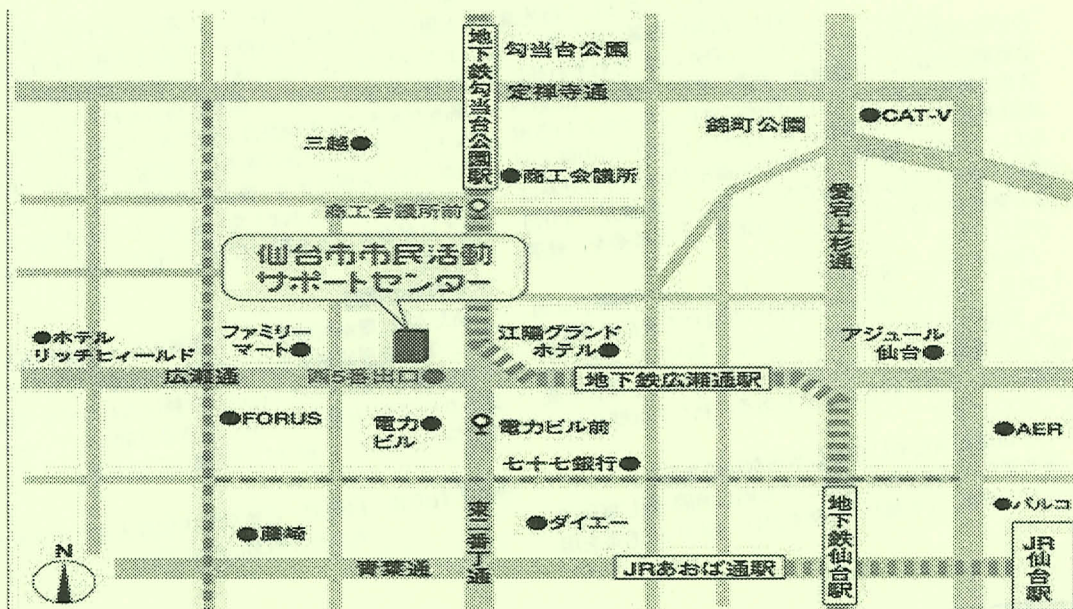 地下鉄勾当台公園駅
勾当台公園
定禅寺通
錦町公園
●CAT-V
三越●
●商工会議所
商工会議所前
愛宕上杉通
仙台市市民活動
サポートセンター
●ホテル
リッチヒィールド
ファミリー
マート●
江陽グランド
ホテル●
アジュール
仙台●
広瀬通
西5番出口●
地下鉄広瀬通駅
●FORUS
電力●
ビル
電力ビル前
●AER
七十七銀行●
東二番丁通
地下鉄仙台駅
●パルコ
●藤崎
●ダイエー
JR仙台駅
N
青葉通
JRあおば通駅